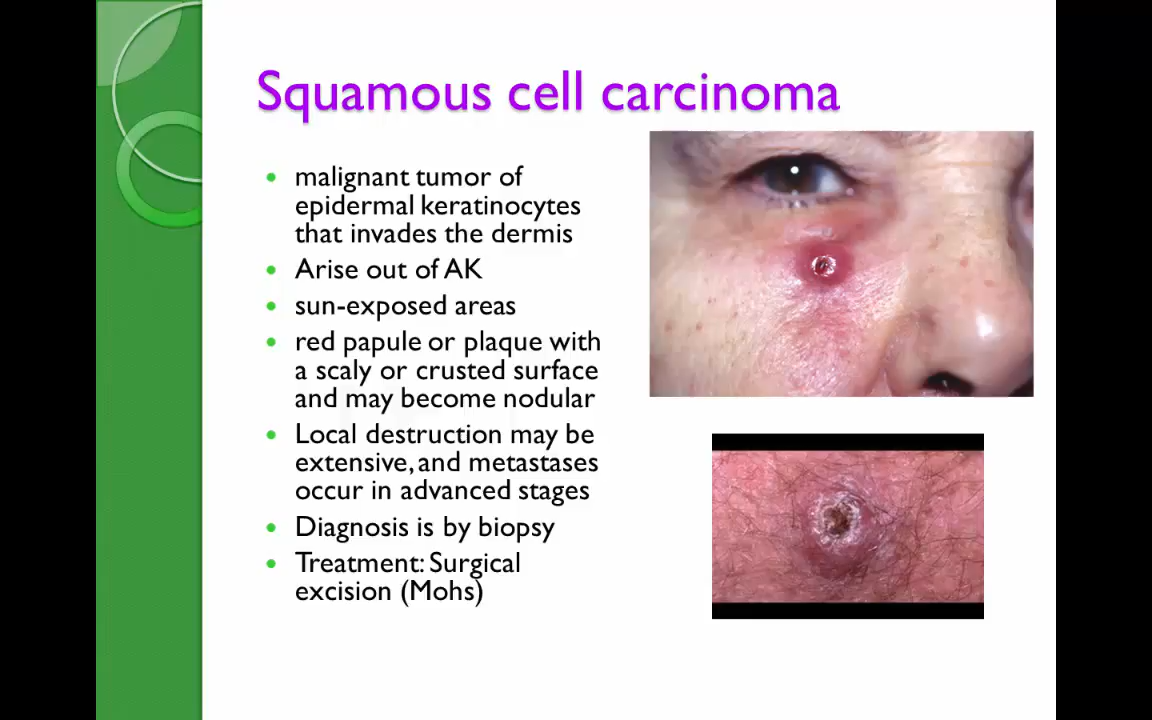 Squamous cell carcinoma
• malignant tumor of
epidermal keratinocytes
that invades the dermis
• Arise out of AK
• sun-exposed areas
• red papule or plaque with
a scaly or crusted surface
and may become nodular
• Local destruction may be
extensive, and metastases
occur in advanced stages
• Diagnosis is by biopsy
• Treatment: Surgical
excision (Mohs)